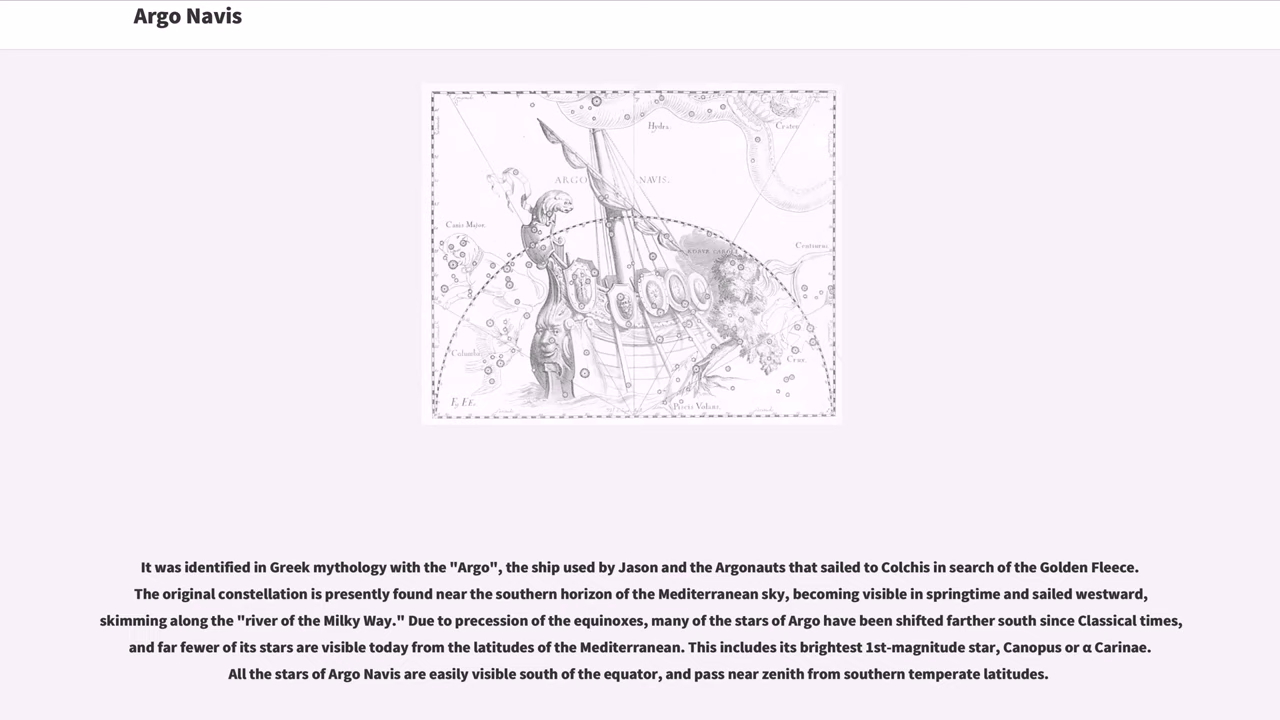 Argo Navis
Hydra.
Crater
ARGO NAVIS.
Canis Major.
Centaurus
Columba
Crux.
Piscis Volans.
It was identified in Greek mythology with the "Argo", the ship used by Jason and the Argonauts that sailed to Colchis in search of the Golden Fleece.
The original constellation is presently found near the southern horizon of the Mediterranean sky, becoming visible in springtime and sailed westward,
skimming along the "river of the Milky Way." Due to precession of the equinoxes, many of the stars of Argo have been shifted farther south since Classical times,
and far fewer of its stars are visible today from the latitudes of the Mediterranean. This includes its brightest 1st-magnitude star, Canopus or α Carinae.
All the stars of Argo Navis are easily visible south of the equator, and pass near zenith from southern temperate latitudes.